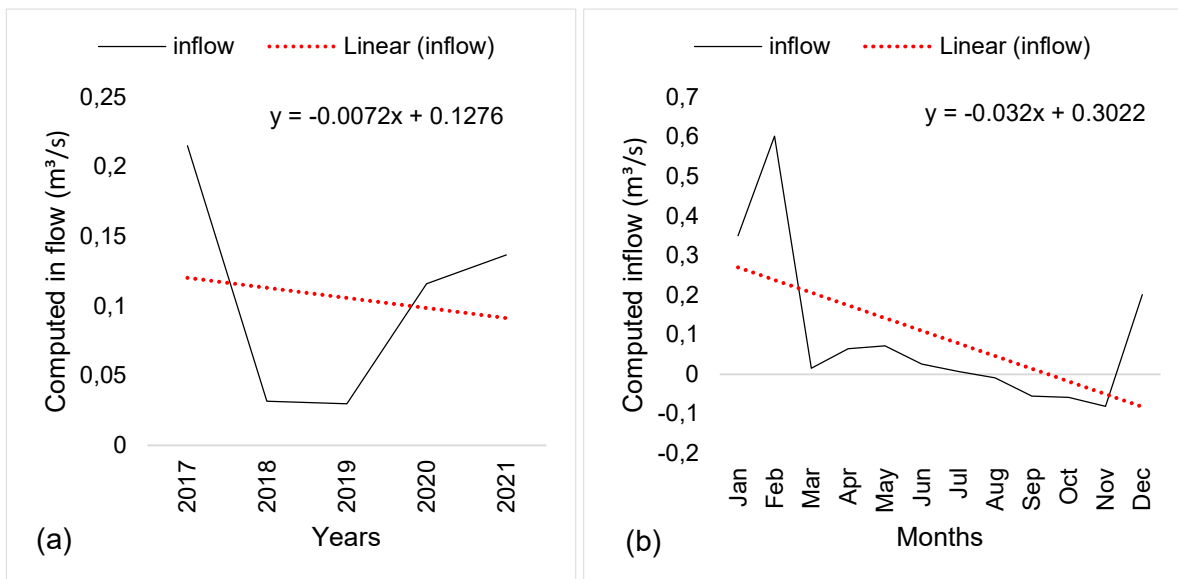 inflow
Linear (inflow)
y = -0.0072x + 0.1276
Computed in flow (m³/s)
0,25
0,2
0,15
0,1
0,05
0
2017
2018
2019
2020
2021
Years
(a)
inflow
Linear (inflow)
y = -0.032x + 0.3022
Computed inflow (m³/s)
0,7
0,6
0,5
0,4
0,3
0,2
0,1
0
-0,1
-0,2
Jan
Feb
Mar
Apr
May
Jun
Jul
Aug
Sep
Oct
Nov
Dec
Months
(b)